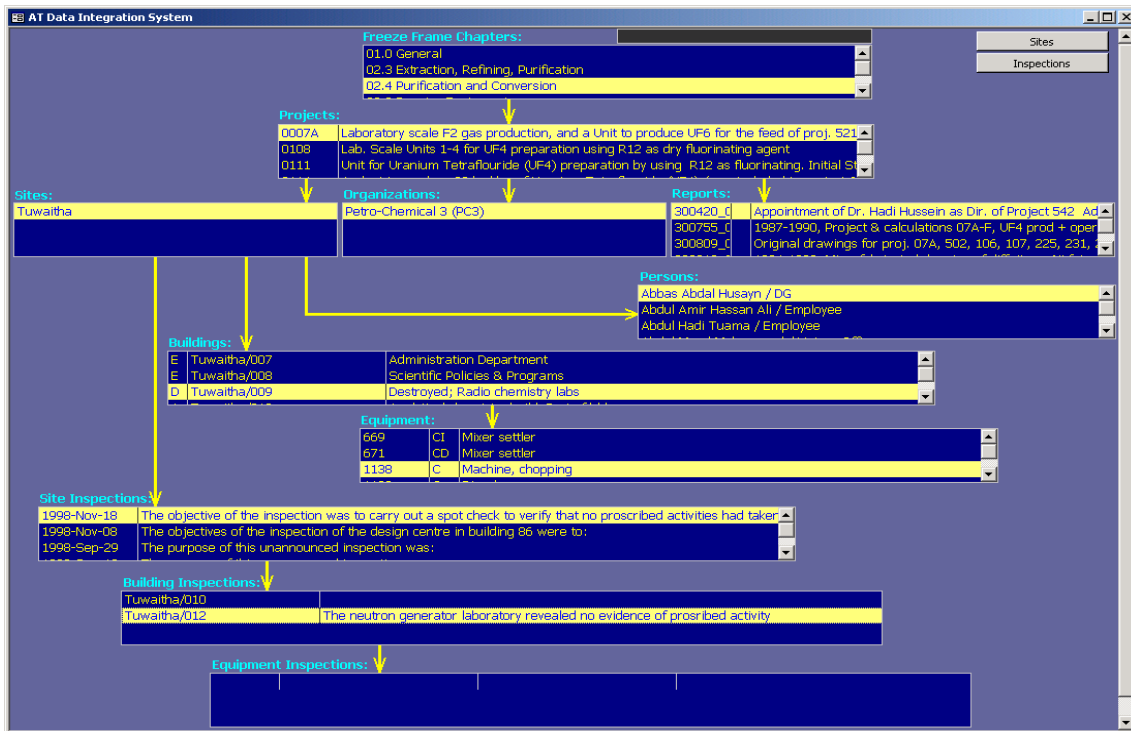 AT Data Integration System
Freeze Frame Chapters:
01.0 General
02.3 Extraction, Refining, Purification
02.4 Purification and Conversion
Sites
Inspections
Projects:
0007A Laboratory scale F2 gas production, and a Unit to produce UF6 for the feed of proj. 521
0108 Lab. Scale Units 1-4 for UF4 preparation using R12 as dry fluorinating agent
0111 Unit for Uranium Tetraflouride (UF4) preparation by using R12 as fluorinating. Initial St
Sites:
Tuwaitha
Organizations:
Petro-Chemical 3 (PC3)
Reports:
300420_0 Appointment of Dr. Hadi Hussein as Dir. of Project 542 Ad
300755_0 1987-1990, Project & calculations 07A-F, UF4 prod + oper
300809_0 Original drawings for proj. 07A, 502, 106, 107, 225, 231,
Persons:
Abbas Abdal Husayn / DG
Abdul Amir Hassan Ali / Employee
Abdul Hadi Tuama / Employee
Buildings:
E Tuwaitha/007 Administration Department
E Tuwaitha/008 Scientific Policies & Programs
D Tuwaitha/009 Destroyed; Radio chemistry labs
Equipment:
669 CI Mixer settler
671 CD Mixer settler
1138 C Machine, chopping
Site Inspections:
1998-Nov-18 The objective of the inspection was to carry out a spot check to verify that no proscribed activities had taken
1998-Nov-08 The objectives of the inspection of the design centre in building 86 were to:
1998-Sep-29 The purpose of this unannounced inspection was:
Building Inspections:
Tuwaitha/010
Tuwaitha/012 The neutron generator laboratory revealed no evidence of prosribed activity
Equipment Inspections: